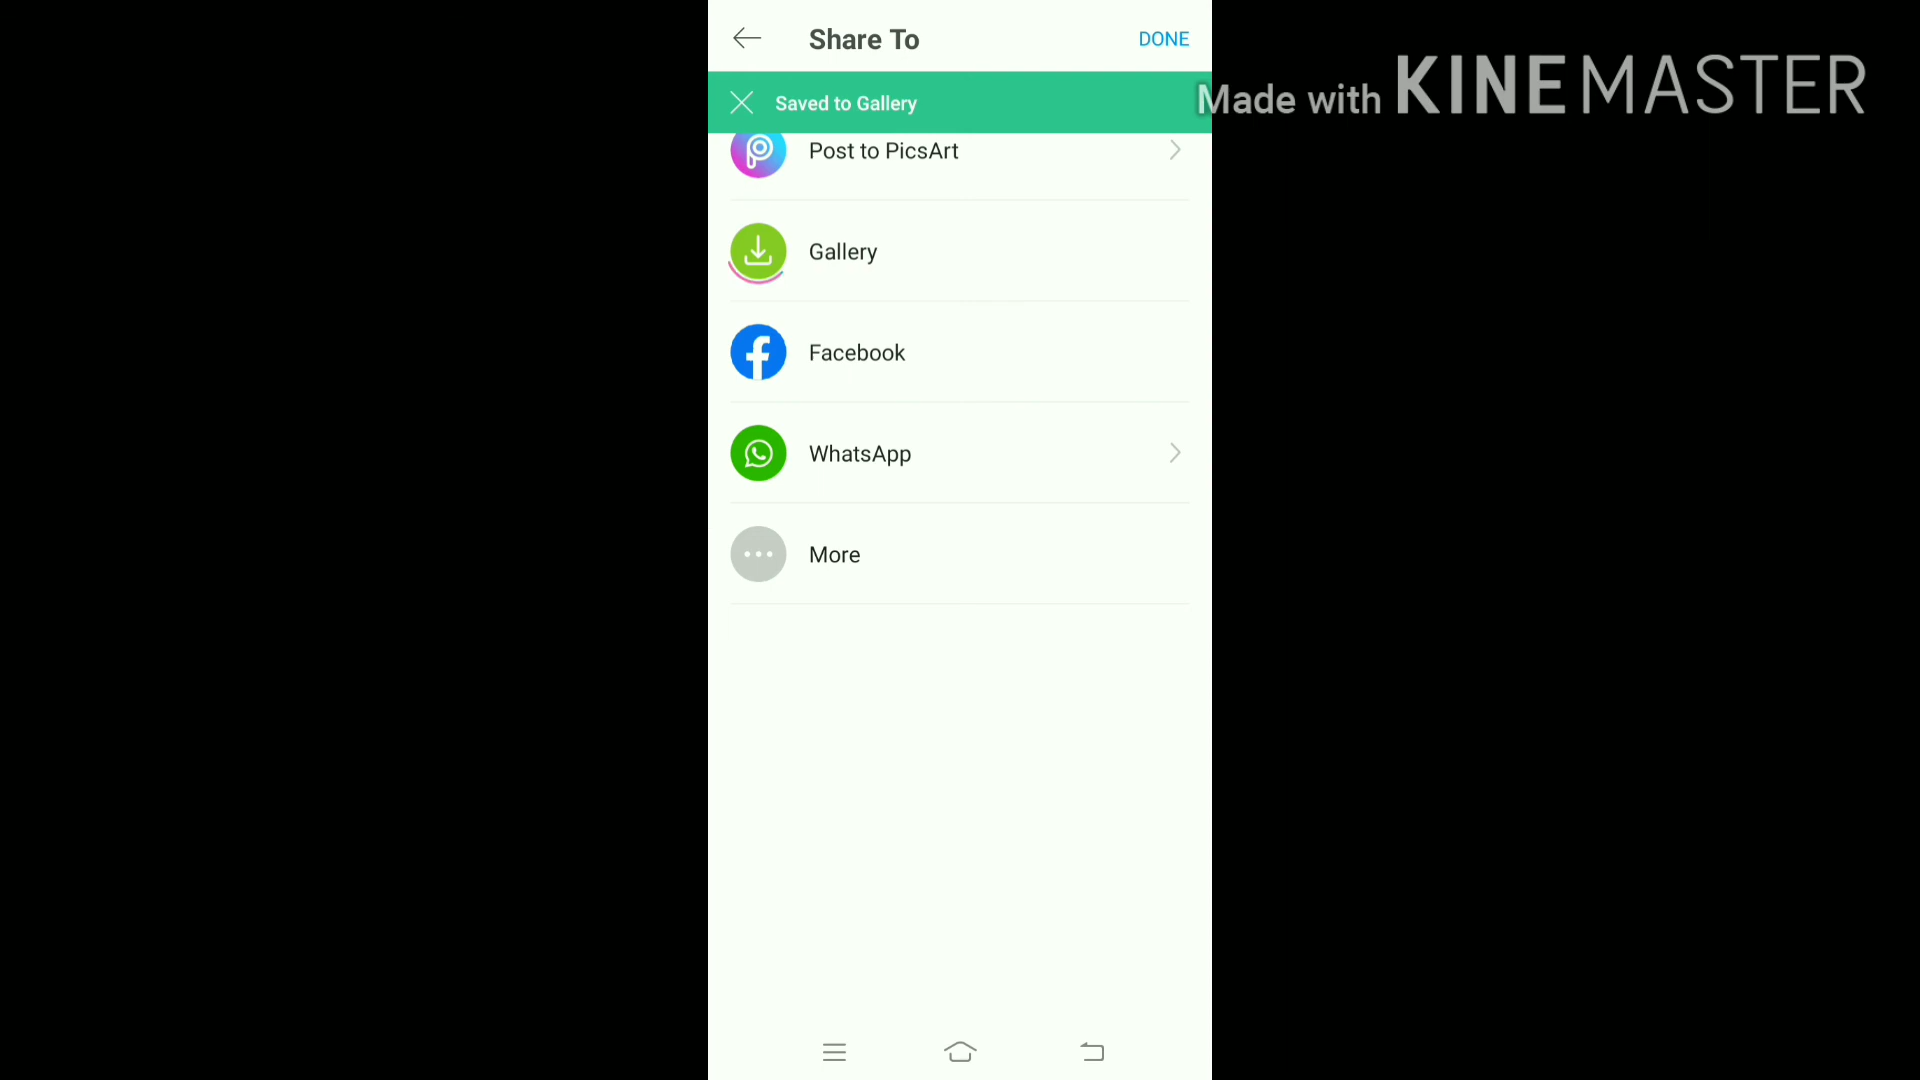 Share To
DONE
Saved to Gallery
Made with KINEMASTER
Post to PicsArt
Gallery
Facebook
WhatsApp
More